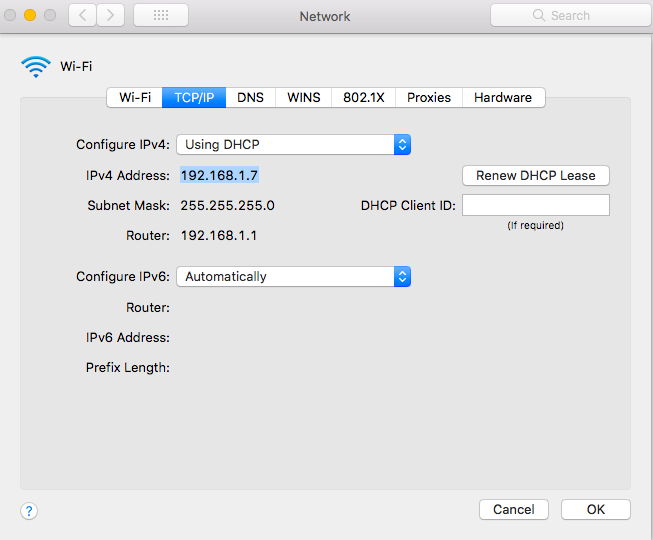 Network
Search
Wi-Fi
Wi-Fi TCP/IP DNS WINS 802.1X Proxies Hardware
Configure IPv4: Using DHCP
IPv4 Address: 192.168.1.7 Renew DHCP Lease
Subnet Mask: 255.255.255.0 DHCP Client ID:
(If required)
Router: 192.168.1.1
Configure IPv6: Automatically
Router:
IPv6 Address:
Prefix Length:
? Cancel OK